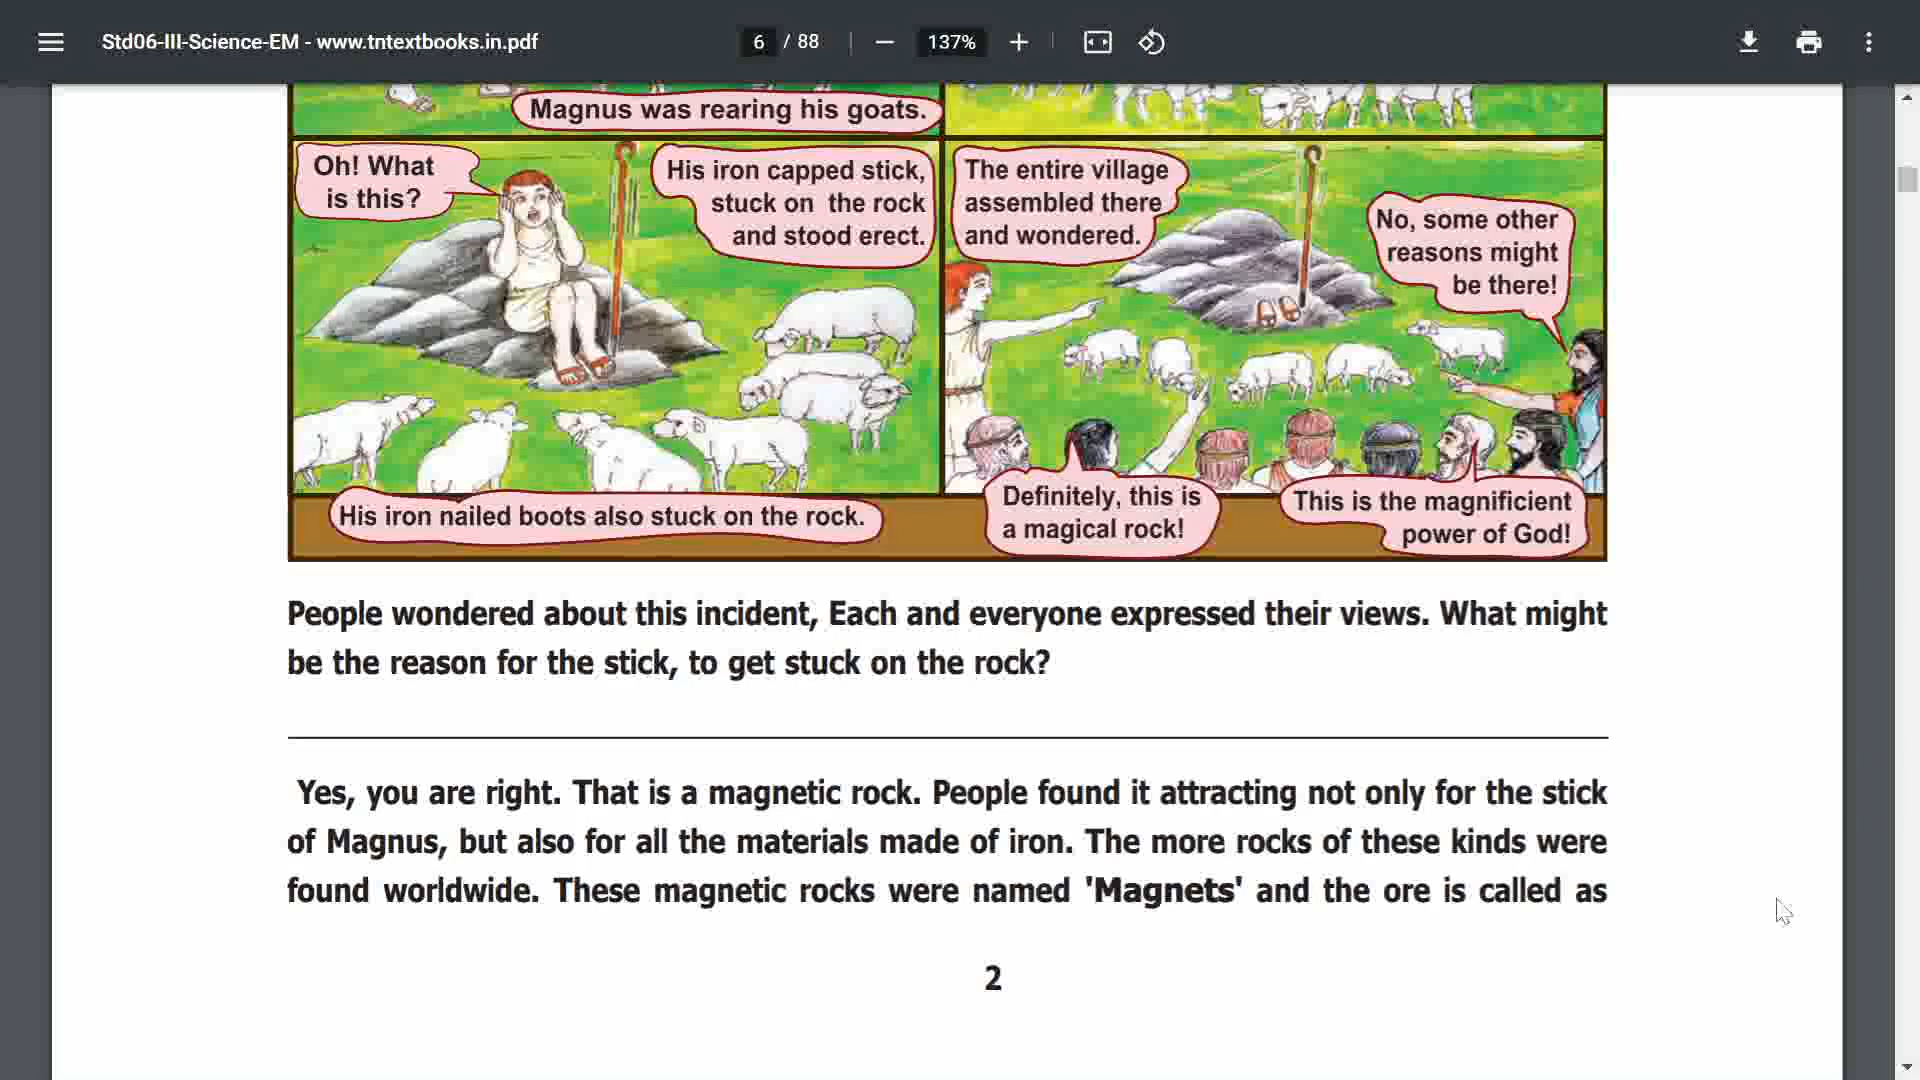 Std06-III-Science-EM - www.tntextbooks.in.pdf
6 / 88
137%
Magnus was rearing his goats.
Oh! What
is this?
His iron capped stick,
stuck on the rock
and stood erect.
The entire village
assembled there
and wondered.
No, some other
reasons might
be there!
His iron nailed boots also stuck on the rock.
Definitely, this is
a magical rock!
This is the magnificient
power of God!
People wondered about this incident, Each and everyone expressed their views. What might
be the reason for the stick, to get stuck on the rock?
Yes, you are right. That is a magnetic rock. People found it attracting not only for the stick
of Magnus, but also for all the materials made of iron. The more rocks of these kinds were
found worldwide. These magnetic rocks were named 'Magnets' and the ore is called as
2